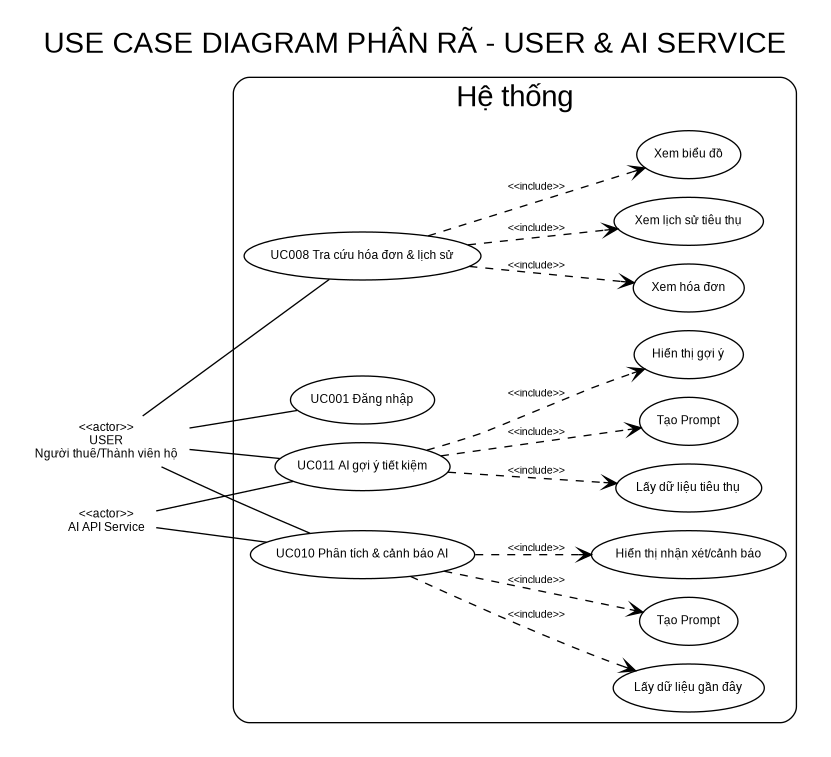 USE CASE DIAGRAM PHÂN RÃ - USER & AI SERVICE
Hệ thống
Xem biểu đồ
<<include>>
Xem lịch sử tiêu thụ
<<include>>
UC008 Tra cứu hóa đơn & lịch sử
<<include>>
Xem hóa đơn
Hiển thị gợi ý
<<include>>
UC001 Đăng nhập
Tạo Prompt
<<include>>
<<actor>>
USER
Người thuê/Thành viên hộ
UC011 AI gợi ý tiết kiệm
<<include>>
Lấy dữ liệu tiêu thụ
<<actor>>
AI API Service
UC010 Phân tích & cảnh báo AI
<<include>>
Hiển thị nhận xét/cảnh báo
<<include>>
Tạo Prompt
<<include>>
Lấy dữ liệu gần đây